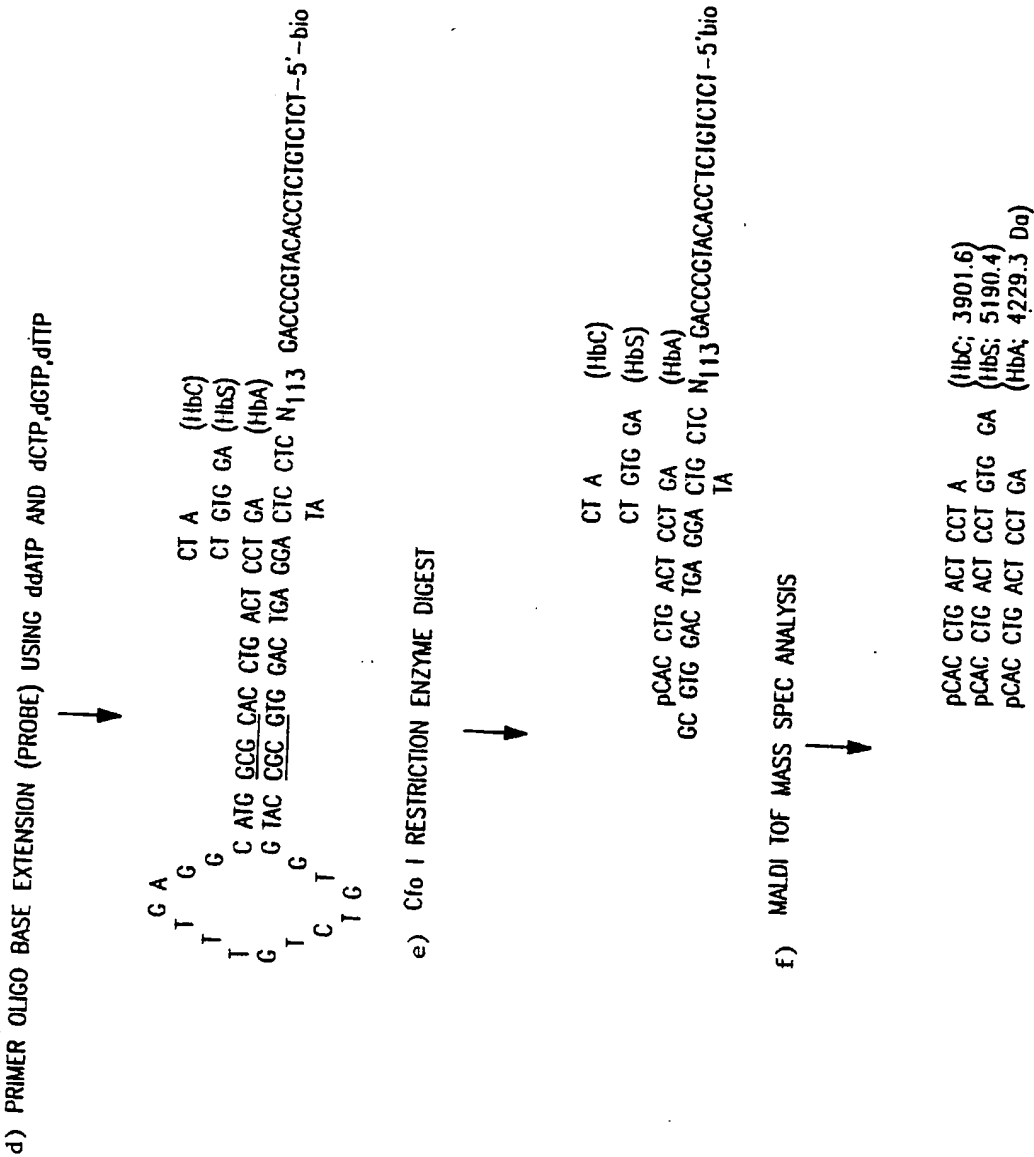 d) PRIMER OLIGO BASE EXTENSION (PROBE) USING ddATP AND dCTP,dGTP,dTTP
G A
T G
T G
T C ATG GCG CAC CTG ACT CCT GA (HbA)
CT A (HbC)
CT GTG GA (HbS)
G G TAC CGC GTG GAC TGA GGA CTC CTC N113 GACCCGTACACCTCTGTCTCT-5'-bio
TA
T G
C T
T G
e) Cfo I RESTRICTION ENZYME DIGEST
CT A (HbC)
CT GTG GA (HbS)
pCAC CTG ACT CCT GA (HbA)
GC GTG GAC TGA GGA CTG CTC N113 GACCCGTACACCTCTGTCTCT-5'bio
TA
f) MALDI TOF MASS SPEC ANALYSIS
pCAC CTG ACT CCT A (HbC; 3901.6)
pCAC CTG ACT CCT GTG GA (HbS; 5190.4)
pCAC CTG ACT CCT GA (HbA; 4229.3 Da)